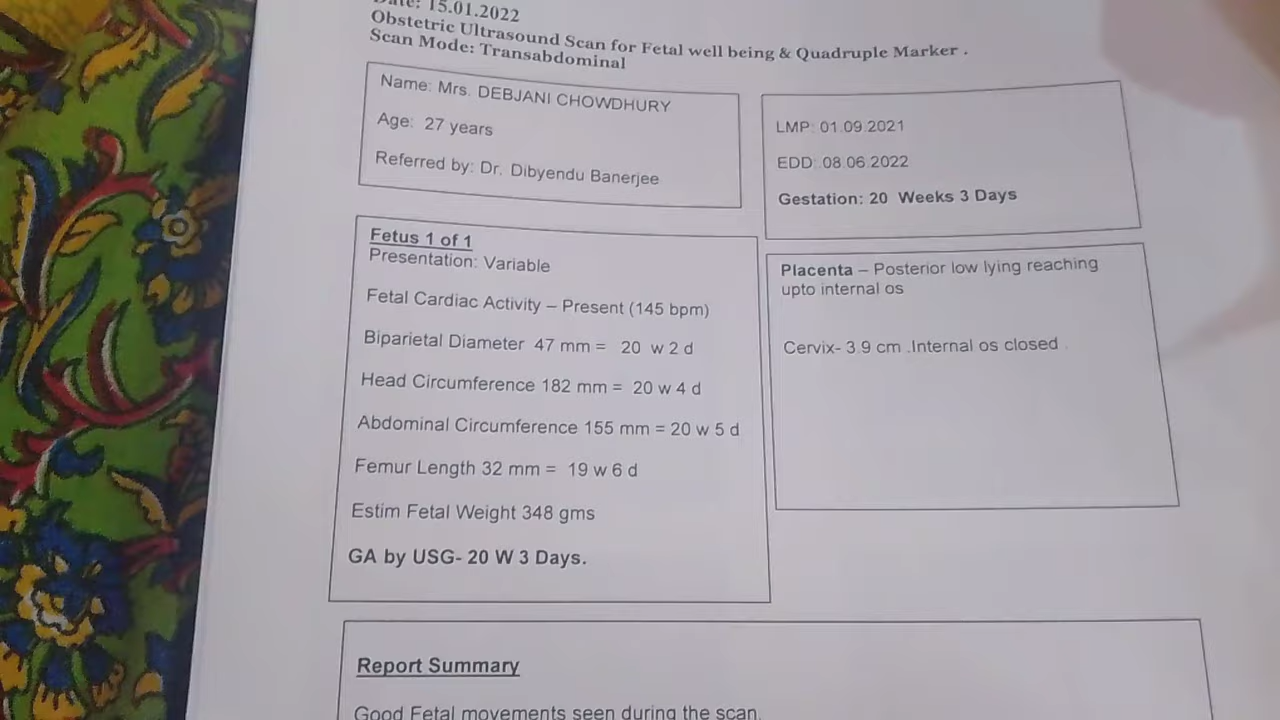 Date: 15.01.2022
Obstetric Ultrasound Scan for Fetal well being & Quadruple Marker .
Scan Mode: Transabdominal
Name: Mrs. DEBJANI CHOWDHURY
Age: 27 years
Referred by: Dr. Dibyendu Banerjee
LMP: 01.09.2021
EDD: 08.06.2022
Gestation: 20 Weeks 3 Days
Fetus 1 of 1
Presentation: Variable
Fetal Cardiac Activity – Present (145 bpm)
Biparietal Diameter 47 mm = 20 w 2 d
Head Circumference 182 mm = 20 w 4 d
Abdominal Circumference 155 mm = 20 w 5 d
Femur Length 32 mm = 19 w 6 d
Estim Fetal Weight 348 gms
GA by USG- 20 W 3 Days.
Placenta – Posterior low lying reaching
upto internal os
Cervix- 3.9 cm .Internal os closed
Report Summary
Good Fetal movements seen during the scan.